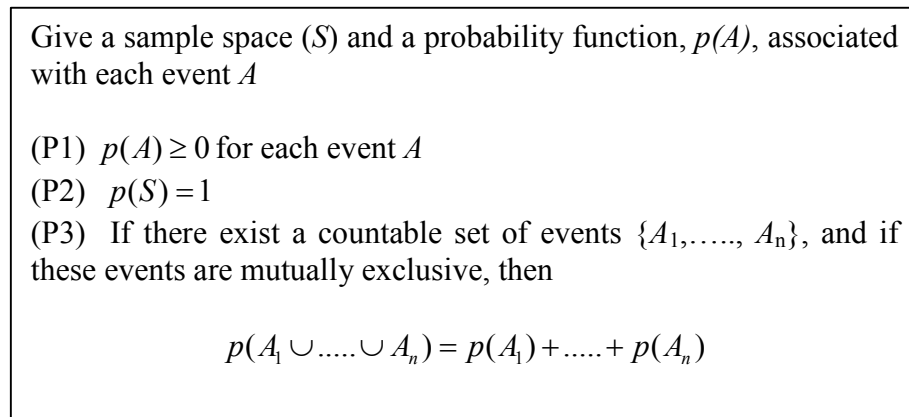 Give a sample space (S) and a probability function, p(A), associated
with each event A
(P1) p(A) ≥ 0 for each event A
(P2) p(S) = 1
(P3) If there exist a countable set of events {A₁,….., Aₙ}, and if
these events are mutually exclusive, then
p(A₁ ∪ ..... ∪ Aₙ) = p(A₁) + ..... + p(Aₙ)